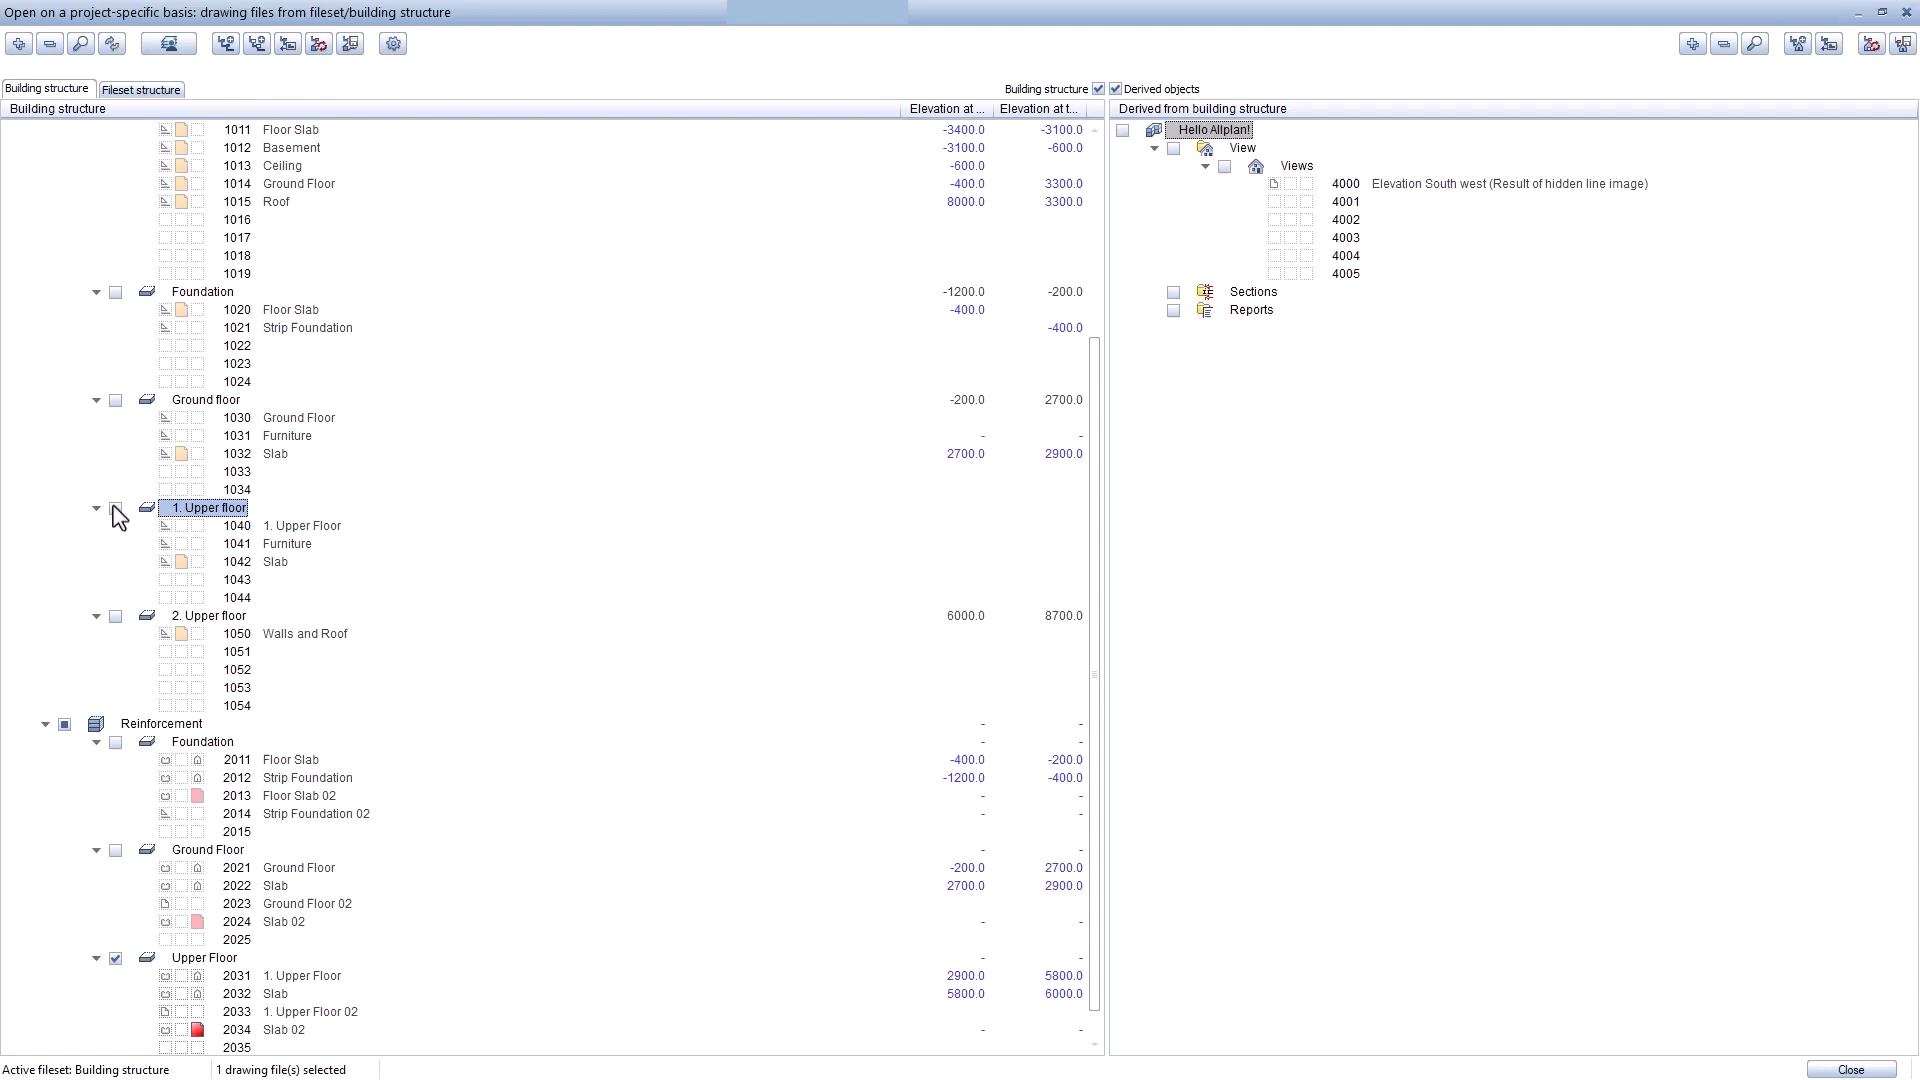 Open on a project-specific basis: drawing files from fileset/building structure
Building structure
Fileset structure
Building structure
Derived objects
Building structure
Elevation at ...
Elevation at t...
Derived from building structure
1011 Floor Slab -3400.0 -3100.0
1012 Basement -3100.0 -600.0
1013 Ceiling -600.0
1014 Ground Floor -400.0 3300.0
1015 Roof 8000.0 3300.0
1016
1017
1018
1019
Foundation -1200.0 -200.0
1020 Floor Slab -400.0
1021 Strip Foundation -400.0
1022
1023
1024
Ground floor -200.0 2700.0
1030 Ground Floor
1031 Furniture - -
1032 Slab 2700.0 2900.0
1033
1034
1. Upper floor
1040 1. Upper Floor
1041 Furniture
1042 Slab
1043
1044
2. Upper floor 6000.0 8700.0
1050 Walls and Roof
1051
1052
1053
1054
Reinforcement - -
Foundation - -
2011 Floor Slab -400.0 -200.0
2012 Strip Foundation -1200.0 -400.0
2013 Floor Slab 02 - -
2014 Strip Foundation 02 - -
2015
Ground Floor - -
2021 Ground Floor -200.0 2700.0
2022 Slab 2700.0 2900.0
2023 Ground Floor 02
2024 Slab 02 - -
2025
Upper Floor - -
2031 1. Upper Floor 2900.0 5800.0
2032 Slab 5800.0 6000.0
2033 1. Upper Floor 02
2034 Slab 02 - -
2035
Hello Allplan!
View
Views
4000 Elevation South west (Result of hidden line image)
4001
4002
4003
4004
4005
Sections
Reports
Active fileset: Building structure
1 drawing file(s) selected
Close